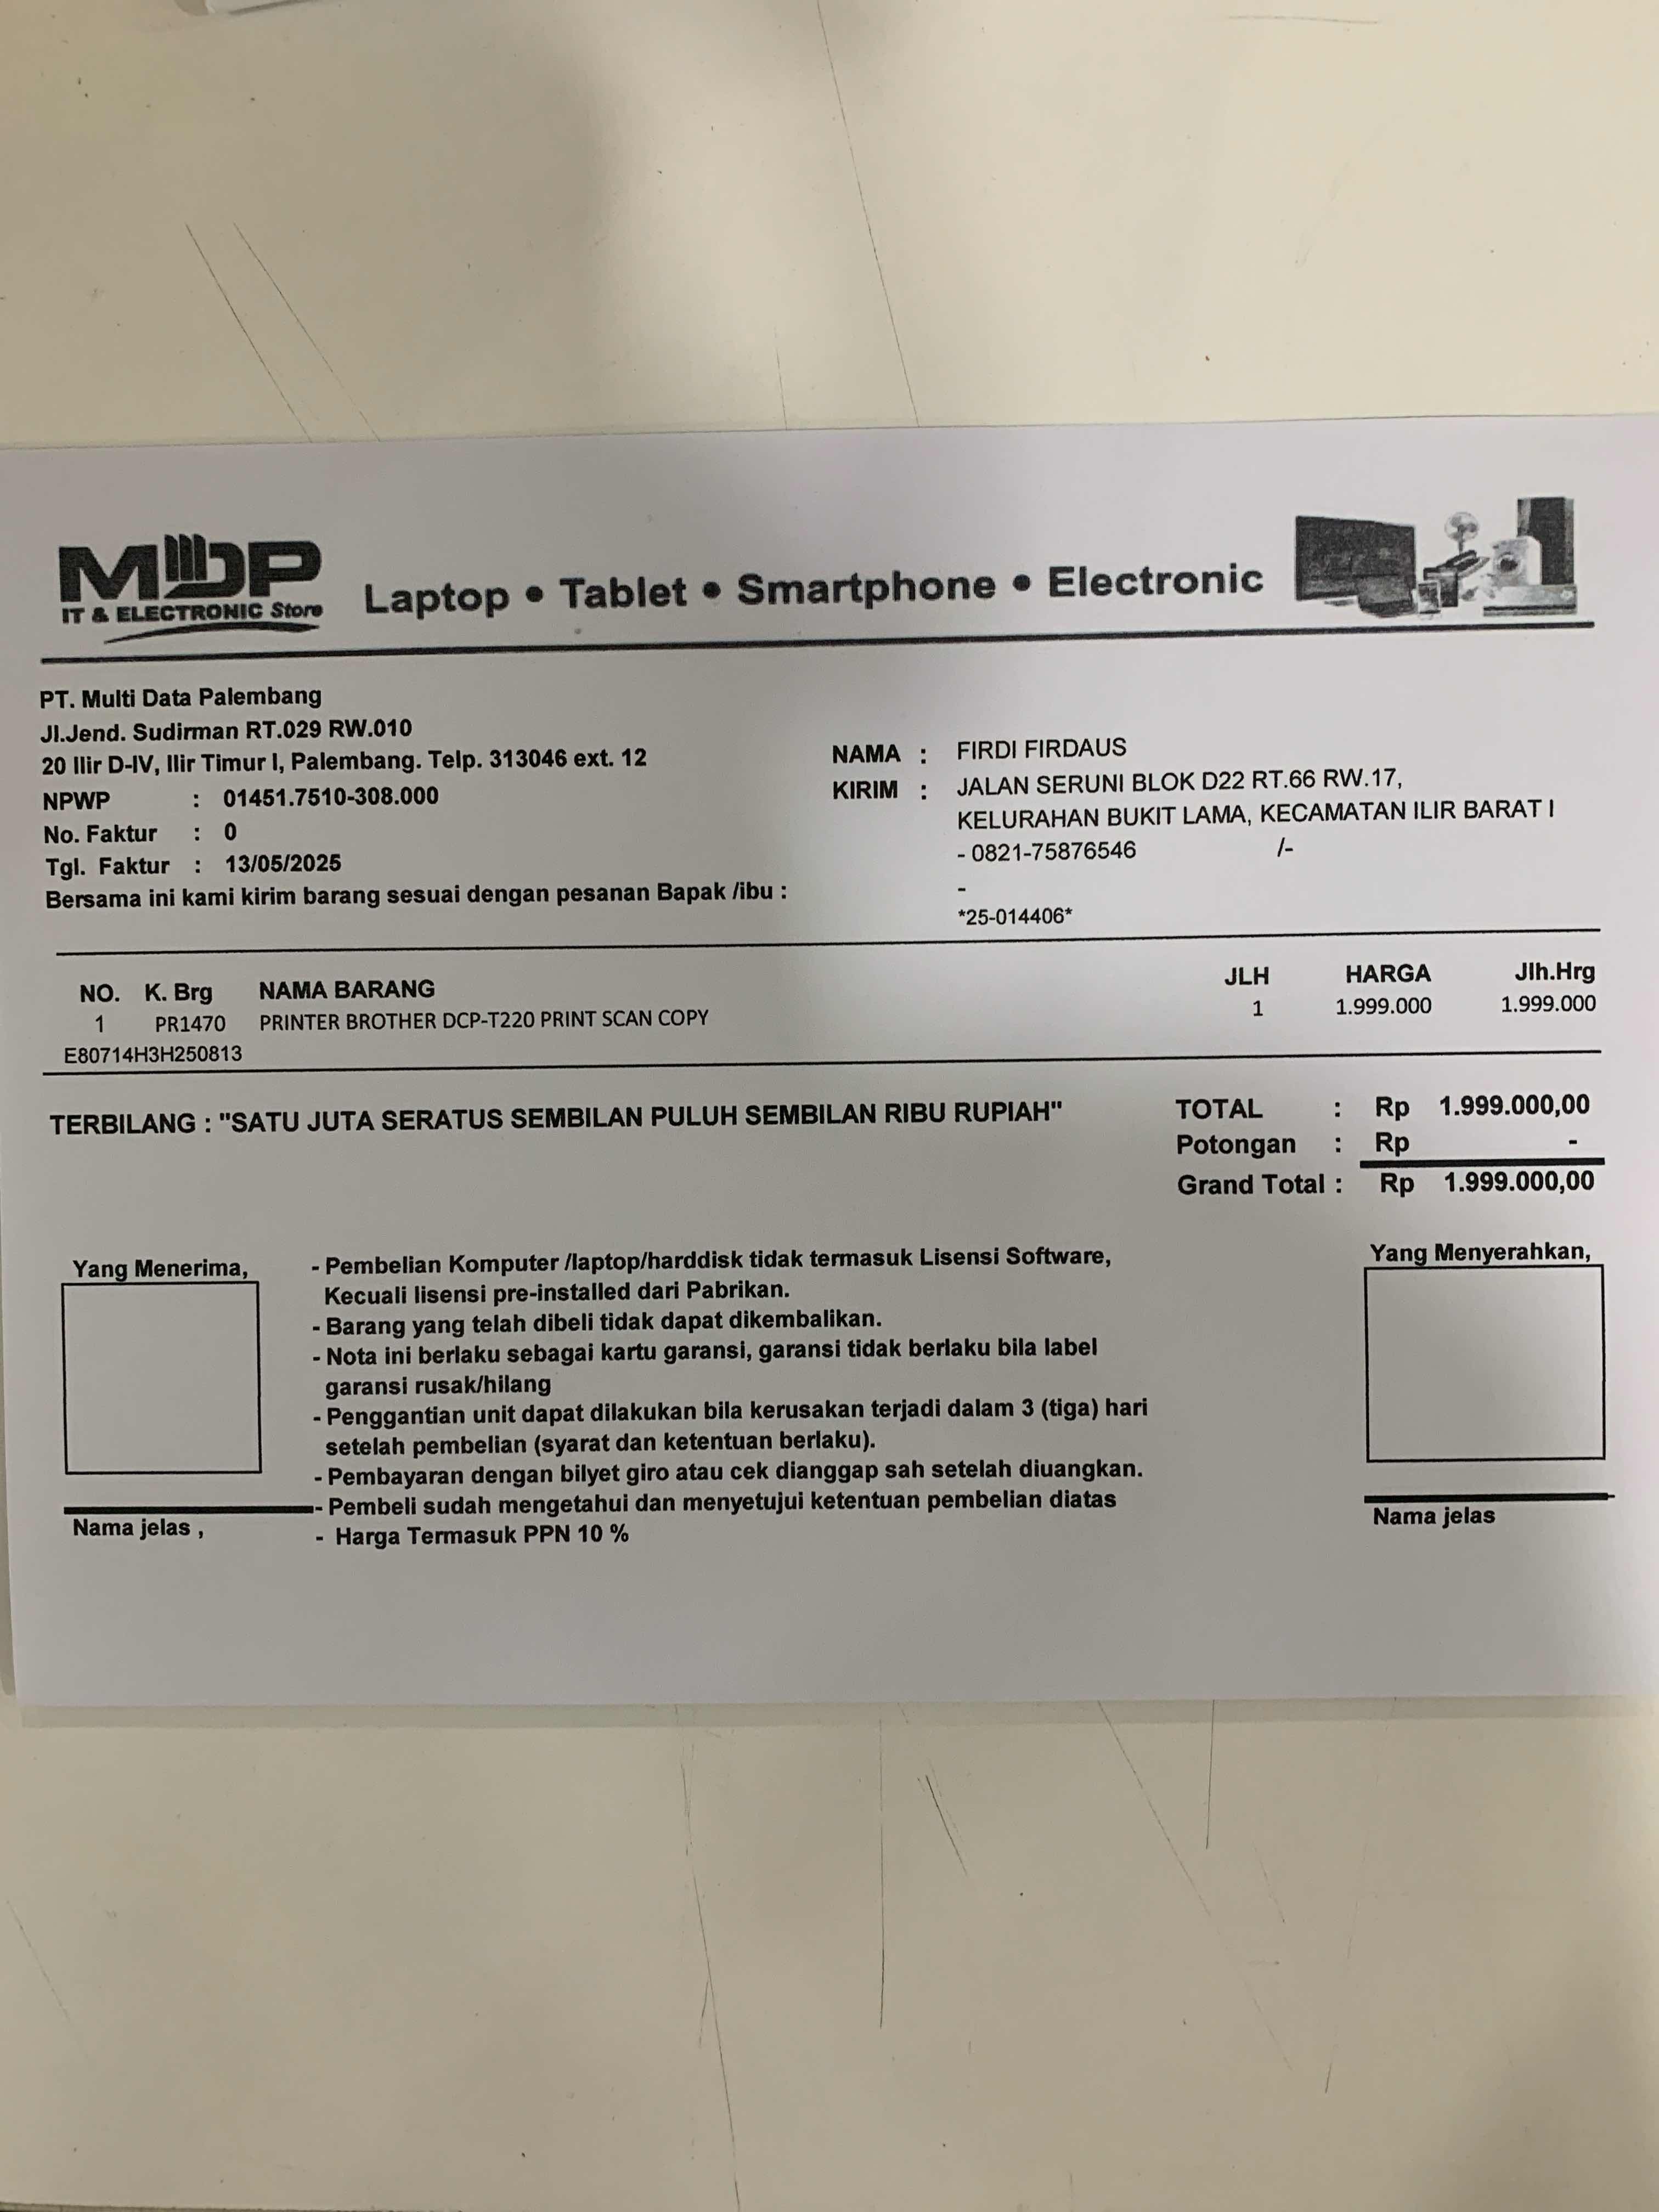 MDP
IT & ELECTRONIC Store
Laptop • Tablet • Smartphone • Electronic
PT. Multi Data Palembang
Jl.Jend. Sudirman RT.029 RW.010
20 Ilir D-IV, Ilir Timur I, Palembang. Telp. 313046 ext. 12
NPWP : 01451.7510-308.000
No. Faktur : 0
Tgl. Faktur : 13/05/2025
Bersama ini kami kirim barang sesuai dengan pesanan Bapak /ibu :
NAMA : FIRDI FIRDAUS
KIRIM : JALAN SERUNI BLOK D22 RT.66 RW.17,
KELURAHAN BUKIT LAMA, KECAMATAN ILIR BARAT I
- 0821-75876546 /-
-
*25-014406*
NO. K. Brg NAMA BARANG JLH HARGA Jlh.Hrg
1 PR1470 PRINTER BROTHER DCP-T220 PRINT SCAN COPY 1 1.999.000 1.999.000
E80714H3H250813
TERBILANG : "SATU JUTA SERATUS SEMBILAN PULUH SEMBILAN RIBU RUPIAH"
TOTAL : Rp 1.999.000,00
Potongan : Rp -
Grand Total : Rp 1.999.000,00
Yang Menerima,
Nama jelas ,
- Pembelian Komputer /laptop/harddisk tidak termasuk Lisensi Software,
Kecuali lisensi pre-installed dari Pabrikan.
- Barang yang telah dibeli tidak dapat dikembalikan.
- Nota ini berlaku sebagai kartu garansi, garansi tidak berlaku bila label
garansi rusak/hilang
- Penggantian unit dapat dilakukan bila kerusakan terjadi dalam 3 (tiga) hari
setelah pembelian (syarat dan ketentuan berlaku).
- Pembayaran dengan bilyet giro atau cek dianggap sah setelah diuangkan.
- Pembeli sudah mengetahui dan menyetujui ketentuan pembelian diatas
- Harga Termasuk PPN 10 %
Yang Menyerahkan,
Nama jelas